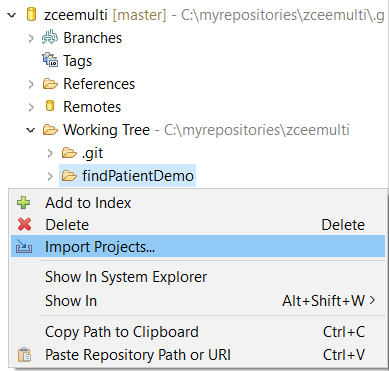 zceemulti [master] - C:\myrepositories\zceemulti\.g
Branches
Tags
References
Remotes
Working Tree - C:\myrepositories\zceemulti
.git
findPatientDemo
Add to Index
Delete Delete
Import Projects...
Show In System Explorer
Show In Alt+Shift+W >
Copy Path to Clipboard Ctrl+C
Paste Repository Path or URI Ctrl+V